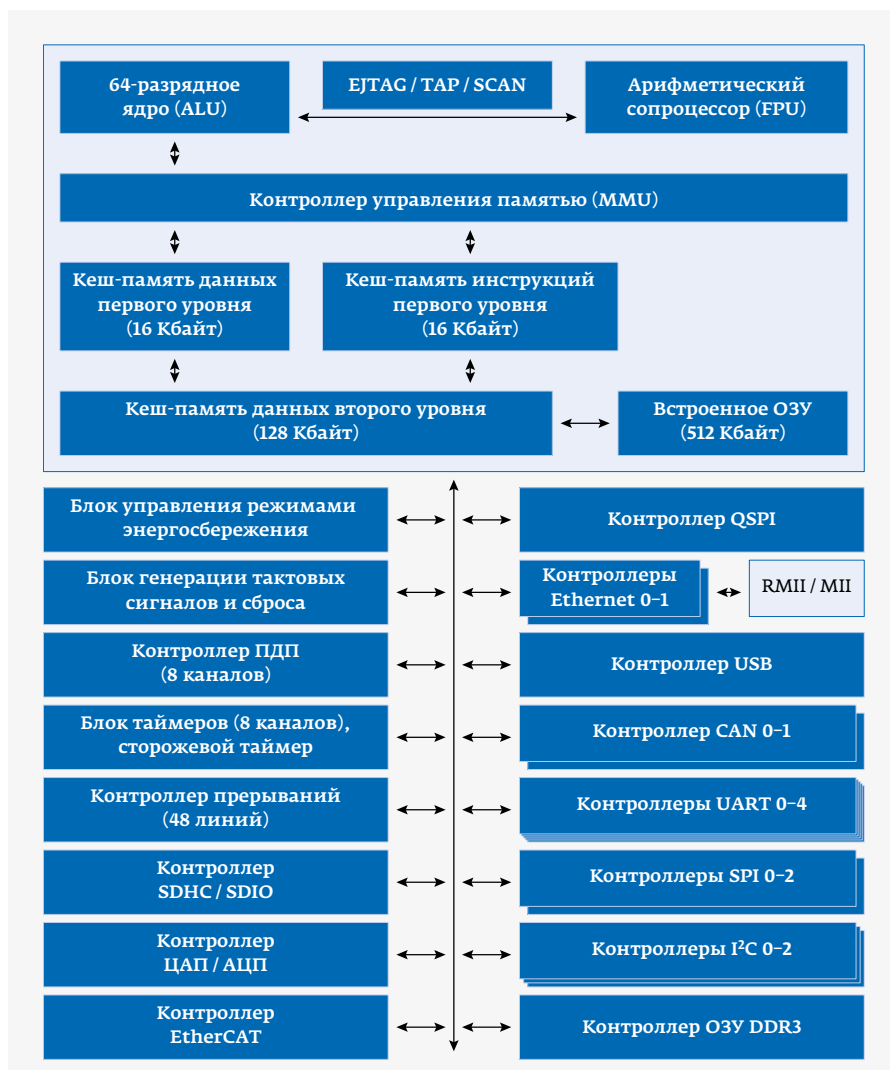 64-разрядное
ядро (ALU)
EJTAG / TAP / SCAN
Арифметический
сопроцессор (FPU)
Контроллер управления памятью (MMU)
Кеш-память данных
первого уровня
(16 Кбайт)
Кеш-память инструкций
первого уровня
(16 Кбайт)
Кеш-память данных второго уровня
(128 Кбайт)
Встроенное ОЗУ
(512 Кбайт)
Блок управления режимами
энергосбережения
Контроллер QSPI
Блок генерации тактовых
сигналов и сброса
Контроллеры
Ethernet 0–1
RMII / MII
Контроллер ПДП
(8 каналов)
Контроллер USB
Блок таймеров (8 каналов),
сторожевой таймер
Контроллер CAN 0–1
Контроллер прерываний
(48 линий)
Контроллеры UART 0–4
Контроллер
SDHC / SDIO
Контроллеры SPI 0–2
Контроллер
ЦАП / АЦП
Контроллеры I²C 0–2
Контроллер
EtherCAT
Контроллер ОЗУ DDR3